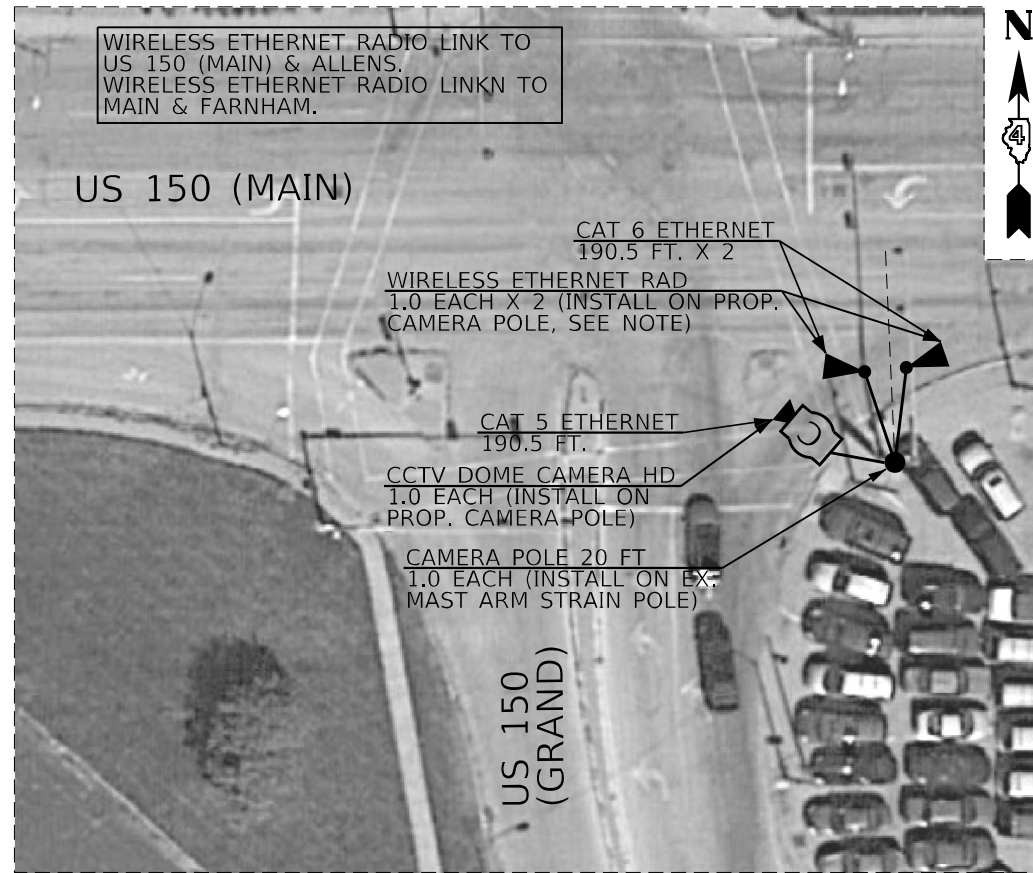 WIRELESS ETHERNET RADIO LINK TO
US 150 (MAIN) & ALLENS.
WIRELESS ETHERNET RADIO LINKN TO
MAIN & FARNHAM.
N
4
US 150 (MAIN)
CAT 6 ETHERNET
190.5 FT. X 2
WIRELESS ETHERNET RAD
1.0 EACH X 2 (INSTALL ON PROP.
CAMERA POLE, SEE NOTE)
CAT 5 ETHERNET
190.5 FT.
CCTV DOME CAMERA HD
1.0 EACH (INSTALL ON
PROP. CAMERA POLE)
CAMERA POLE 20 FT
1.0 EACH (INSTALL ON EX.
MAST ARM STRAIN POLE)
US 150
(GRAND)